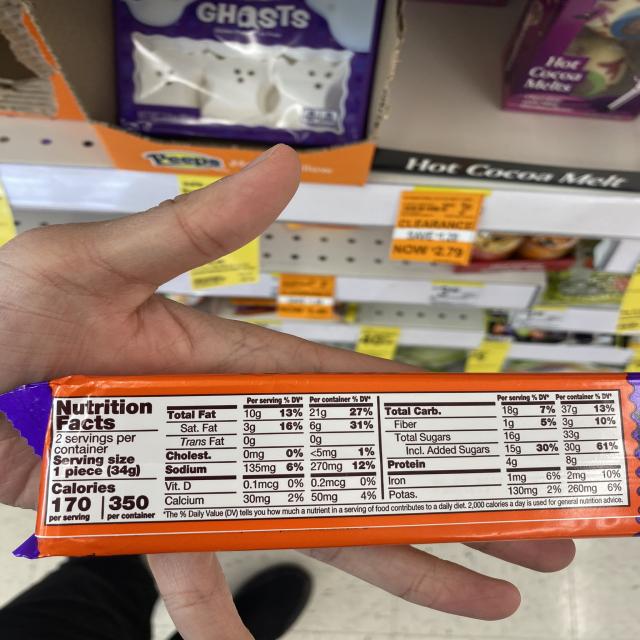 GHOSTS
Hot
Cocoa
Melts
Peeps
Hot Cocoa Melt
CLEARANCE
NOW $2.79
Nutrition
Facts
2 servings per
container
Serving size
1 piece (34g)
Calories
170 350
per serving per container
Per serving % DV* Per container % DV*
Total Fat 10g 13% 21g 27%
Sat. Fat 3g 16% 6g 31%
Trans Fat 0g 0g
Cholest. 0mg 0% <5mg 1%
Sodium 135mg 6% 270mg 12%
Vit. D 0.1mcg 0% 0.2mcg 0%
Calcium 30mg 2% 50mg 4%
Per serving % DV* Per container % DV*
Total Carb. 18g 7% 37g 13%
Fiber 1g 5% 3g 10%
Total Sugars 16g 33g
Incl. Added Sugars 15g 30% 30g 61%
Protein 4g 8g
Iron 1mg 6% 2mg 10%
Potas. 130mg 2% 260mg 6%
*The % Daily Value (DV) tells you how much a nutrient in a serving of food contributes to a daily diet. 2,000 calories a day is used for general nutrition advice.